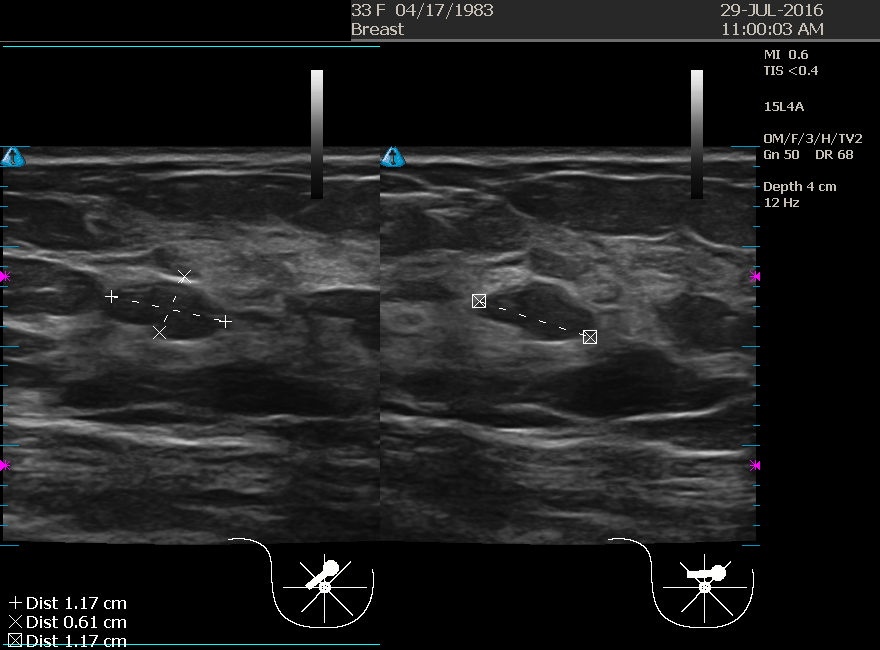 33 F 04/17/1983 29-JUL-2016
Breast 11:00:03 AM
MI 0.6
TIS <0.4
15L4A
OM/F/3/H/TV2
Gn 50 DR 68
Depth 4 cm
12 Hz
Dist 1.17 cm
Dist 0.61 cm
Dist 1.17 cm